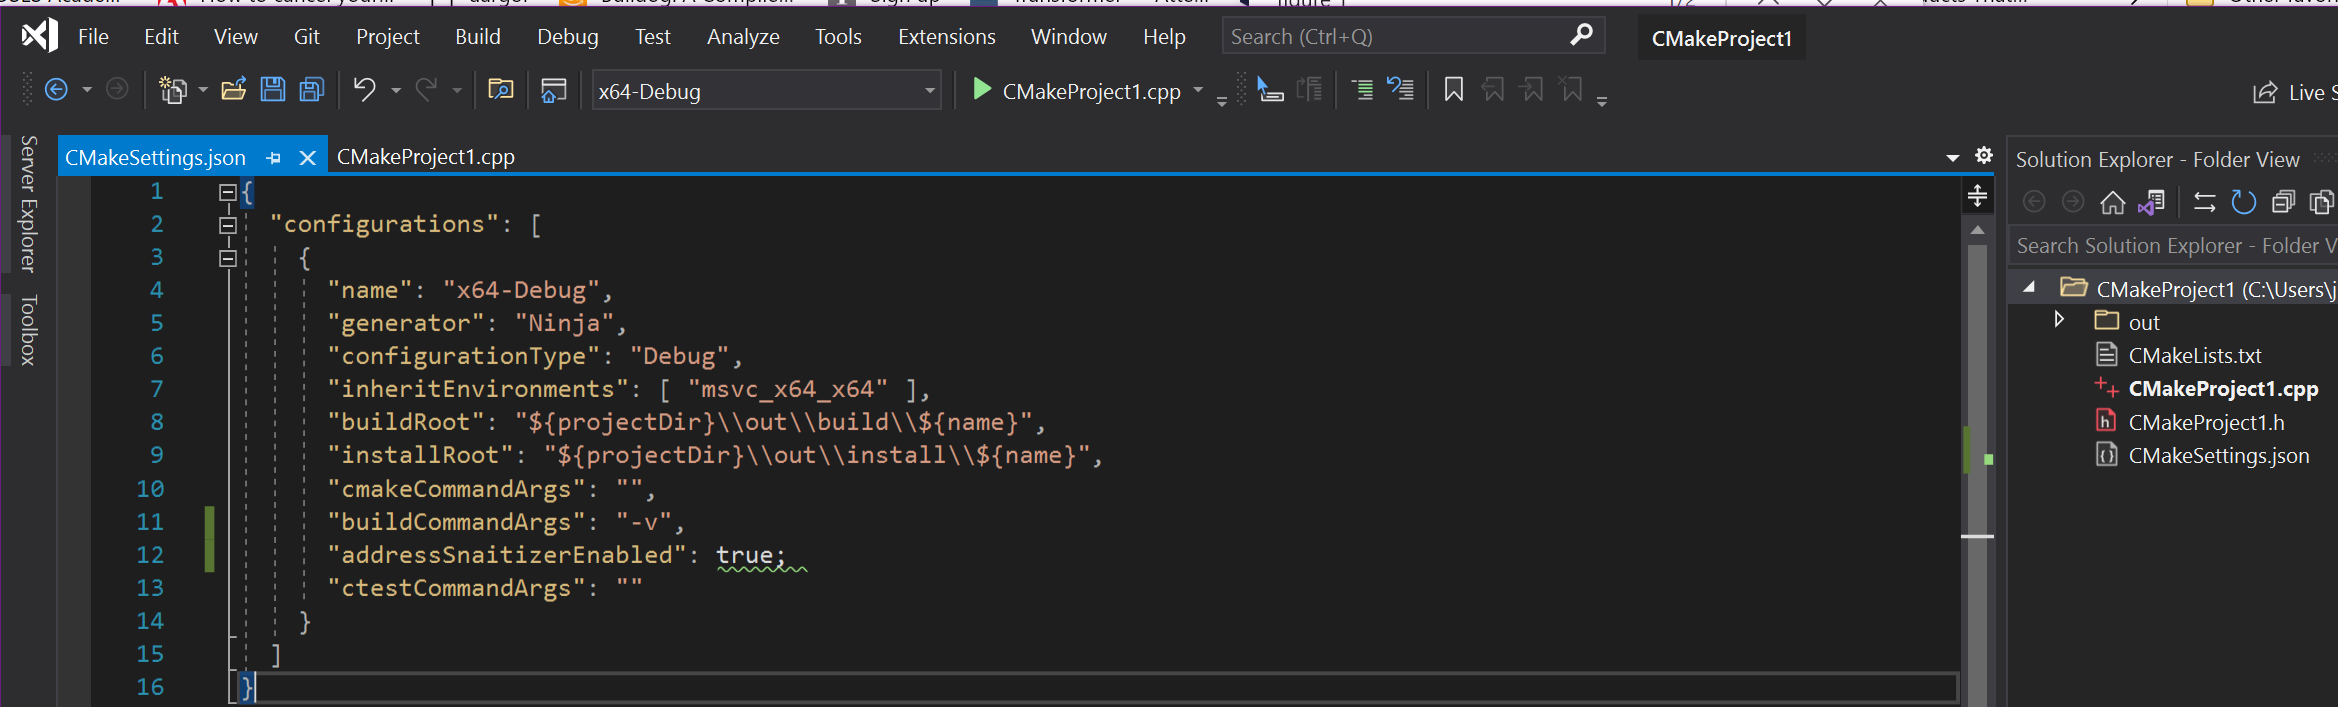 File Edit View Git Project Build Debug Test Analyze Tools Extensions Window Help Search (Ctrl+Q) CMakeProject1
x64-Debug CMakeProject1.cpp Live
Server Explorer
Toolbox
CMakeSettings.json CMakeProject1.cpp
1 {
2 "configurations": [
3 {
4 "name": "x64-Debug",
5 "generator": "Ninja",
6 "configurationType": "Debug",
7 "inheritEnvironments": [ "msvc_x64_x64" ],
8 "buildRoot": "${projectDir}\\out\\build\\${name}",
9 "installRoot": "${projectDir}\\out\\install\\${name}",
10 "cmakeCommandArgs": "",
11 "buildCommandArgs": "-v",
12 "addressSnaitizerEnabled": true;
13 "ctestCommandArgs": ""
14 }
15 ]
16 }
Solution Explorer - Folder View
Search Solution Explorer - Folder V
CMakeProject1 (C:\Users\j
out
CMakeLists.txt
CMakeProject1.cpp
CMakeProject1.h
CMakeSettings.json